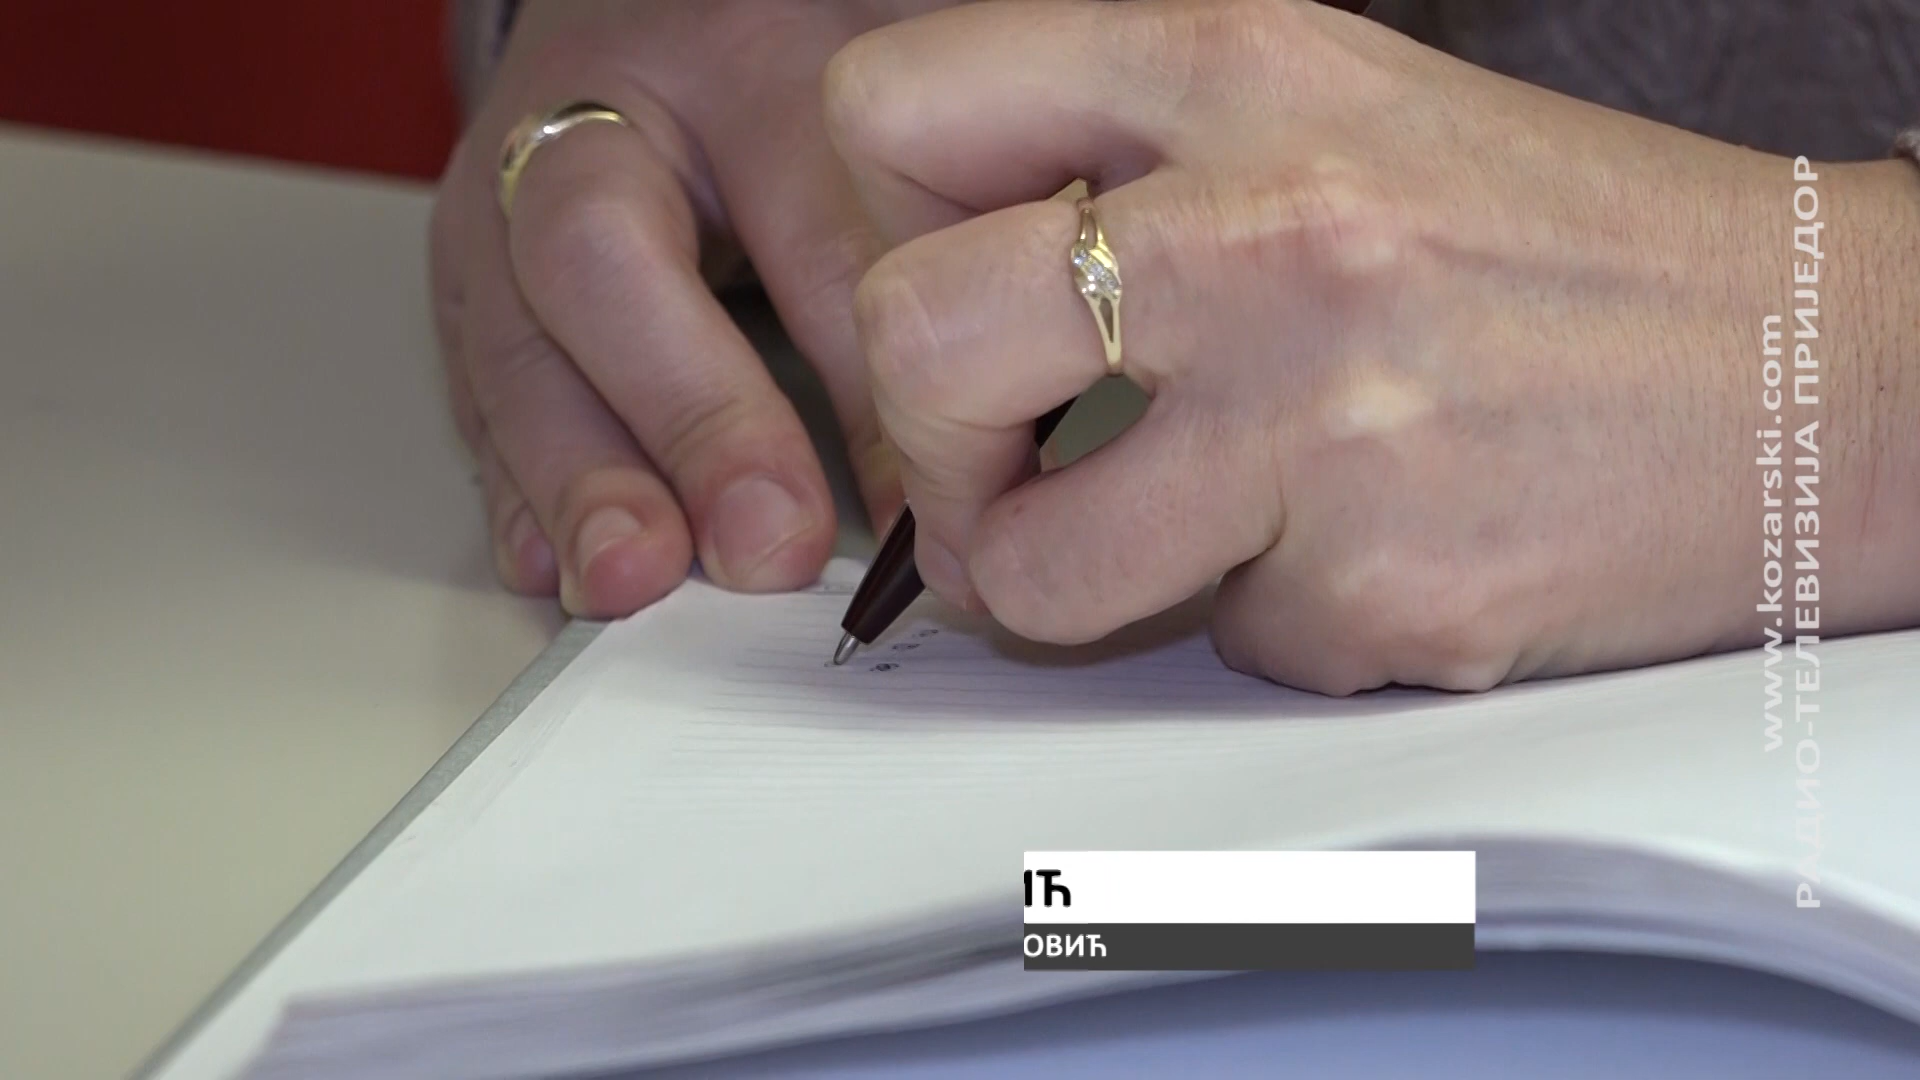 ИЋ
ОВИЋ
www.kozarski.com
РАДИО-ТЕЛЕВИЗИЈА ПРИЈЕДОР